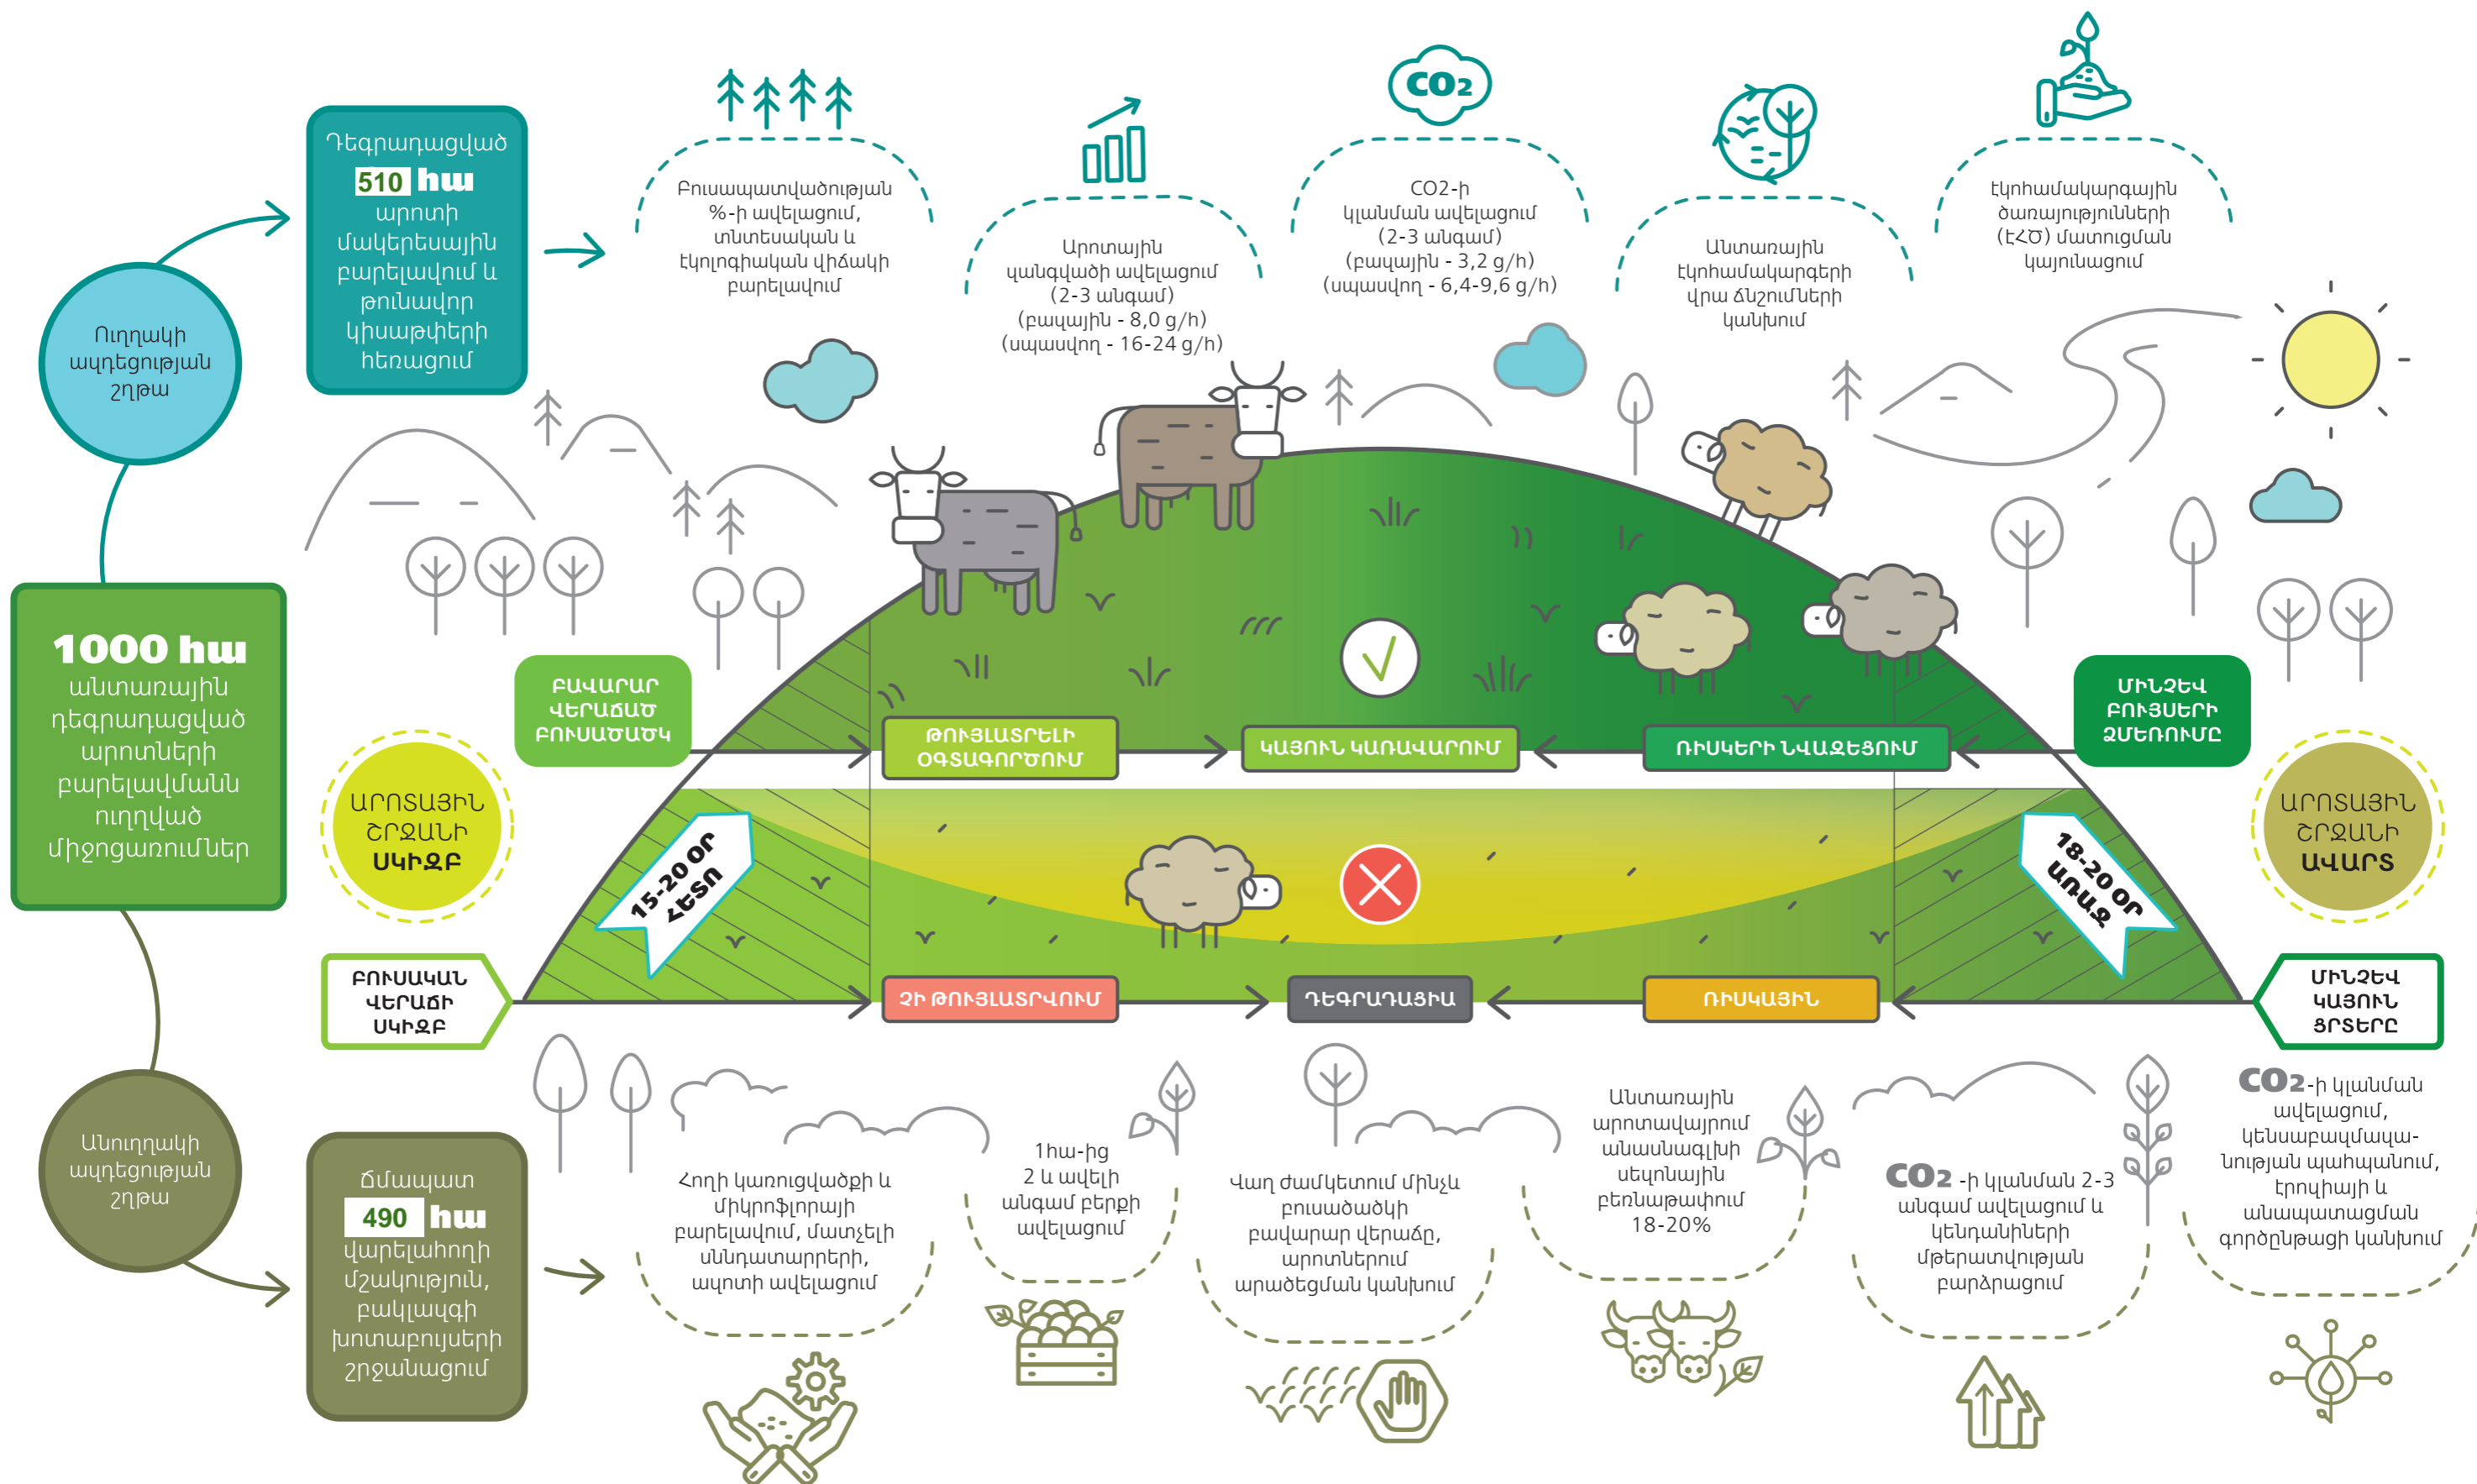 Դեգրադացված
510 հա
արոտի
մակերեսային
բարելավում և
թունավոր
կիսաթփերի
հեռացում
Բուսապատվածության
%-ի ավելացում,
տնտեսական և
էկոլոգիական վիճակի
բարելավում
Արոտային
զանգվածի ավելացում
(2-3 անգամ)
(բազային - 8,0 g/h)
(սպասվող - 16-24 g/h)
CO2
CO2-ի
կլանման ավելացում
(2-3 անգամ)
(բազային - 3,2 g/h)
(սպասվող - 6,4-9,6 g/h)
Անտառային
էկոհամակարգերի
վրա ճնշումների
կանխում
էկոհամակարգային
ծառայությունների
(ԷՀԾ) մատուցման
կայունացում
Ուղղակի
ազդեցության
շղթա
1000 հա
անտառային
դեգրադացված
արոտների
բարելավմանն
ուղղված
միջոցառումներ
ԲԱՎԱՐԱՐ
ՎԵՐԱՃԱԾ
ԲՈՒՍԱԾԱԾԿ
ԹՈՒՅԼԱՏՐԵԼԻ
ՕԳՏԱԳՈՐԾՈՒՄ
ԿԱՅՈՒՆ ԿԱՌԱՎԱՐՈՒՄ
ՌԻՍԿԵՐԻ ՆՎԱԶԵՑՈՒՄ
ՄԻՆՉԵՎ
ԲՈՒՅՍԵՐԻ
ՁՄԵՌՈՒՄԸ
ԱՐՈՏԱՅԻՆ
ՇՐՋԱՆԻ
ՍԿԻԶԲ
15-20 ՕՐ
ՀԵՏՈ
18-20 ՕՐ
ԱՌԱՋ
ԱՐՈՏԱՅԻՆ
ՇՐՋԱՆԻ
ԱՎԱՐՏ
ԲՈՒՍԱԿԱՆ
ՎԵՐԱՃԻ
ՍԿԻԶԲ
ՉԻ ԹՈՒՅԼԱՏՐՎՈՒՄ
ԴԵԳՐԱԴԱՑԻԱ
ՌԻՍԿԱՅԻՆ
ՄԻՆՉԵՎ
ԿԱՅՈՒՆ
ՑՐՏԵՐԸ
Անուղղակի
ազդեցության
շղթա
Ճմապատ
490 հա
վարելահողի
մշակություն,
բակլազգի
խոտաբույսերի
շրջանացում
Հողի կառուցվածքի և
միկրոֆլորայի
բարելավում, մատչելի
սննդատարրերի,
ազոտի ավելացում
1հա-ից
2 և ավելի
անգամ բերքի
ավելացում
Վաղ ժամկետում մինչև
բուսածածկի
բավարար վերաճը,
արոտներում
արածեցման կանխում
Անտառային
արոտավայրում
անասնագլխի
սեզոնային
բեռնաթափում
18-20%
CO2 -ի կլանման 2-3
անգամ ավելացում և
կենդանիների
մթերատվության
բարձրացում
CO2-ի կլանման
ավելացում,
կենսաբազմազա-
նության պահպանում,
էրոզիայի և
անապատացման
գործընթացի կանխում